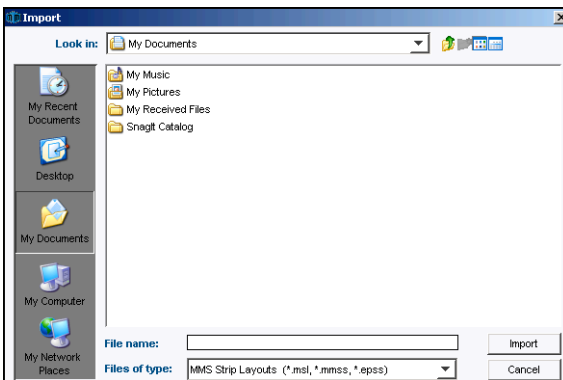 Import
Look in:
My Documents
My Recent
Documents
Desktop
My Documents
My Computer
My Network
Places
My Music
My Pictures
My Received Files
SnagIt Catalog
File name:
Import
Files of type:
MMS Strip Layouts (*.msl, *.mmss, *.epss)
Cancel